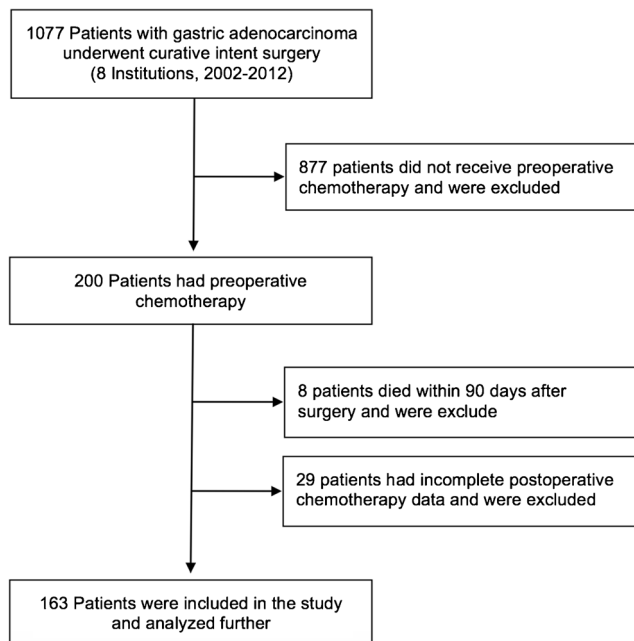 1077 Patients with gastric adenocarcinoma
underwent curative intent surgery
(8 Institutions, 2002-2012)
877 patients did not receive preoperative
chemotherapy and were excluded
200 Patients had preoperative
chemotherapy
8 patients died within 90 days after
surgery and were exclude
29 patients had incomplete postoperative
chemotherapy data and were excluded
163 Patients were included in the study
and analyzed further